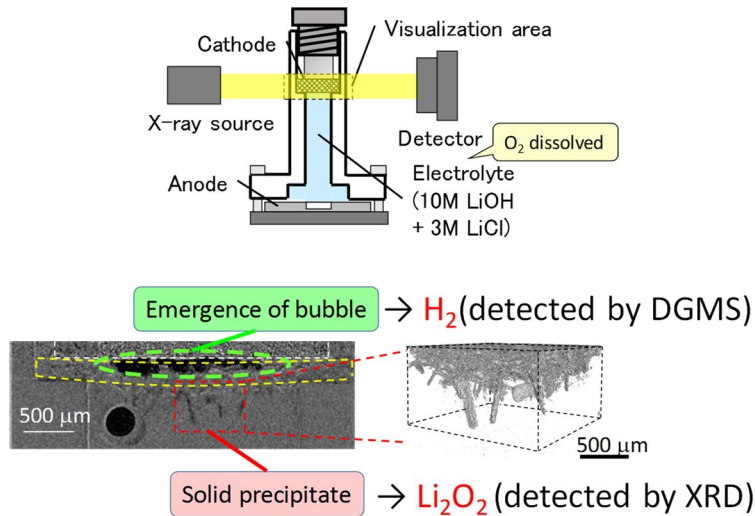 Cathode
Visualization area
X-ray source
Detector
O₂ dissolved
Anode
Electrolyte
(10M LiOH
+ 3M LiCl)
Emergence of bubble → H₂ (detected by DGMS)
500 μm
500 μm
Solid precipitate → Li₂O₂ (detected by XRD)